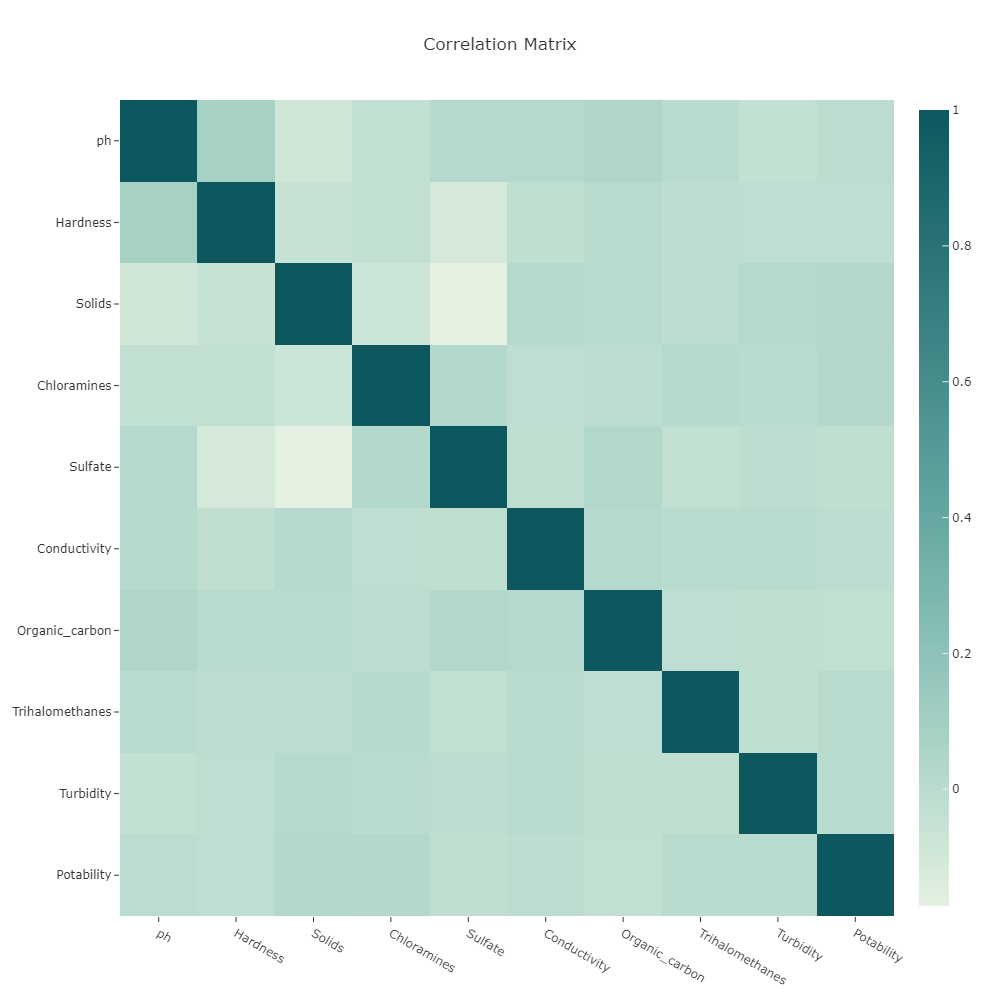 Correlation Matrix
ph
Hardness
Solids
Chloramines
Sulfate
Conductivity
Organic_carbon
Trihalomethanes
Turbidity
Potability
ph
Hardness
Solids
Chloramines
Sulfate
Conductivity
Organic_carbon
Trihalomethanes
Turbidity
Potability
1
0.8
0.6
0.4
0.2
0